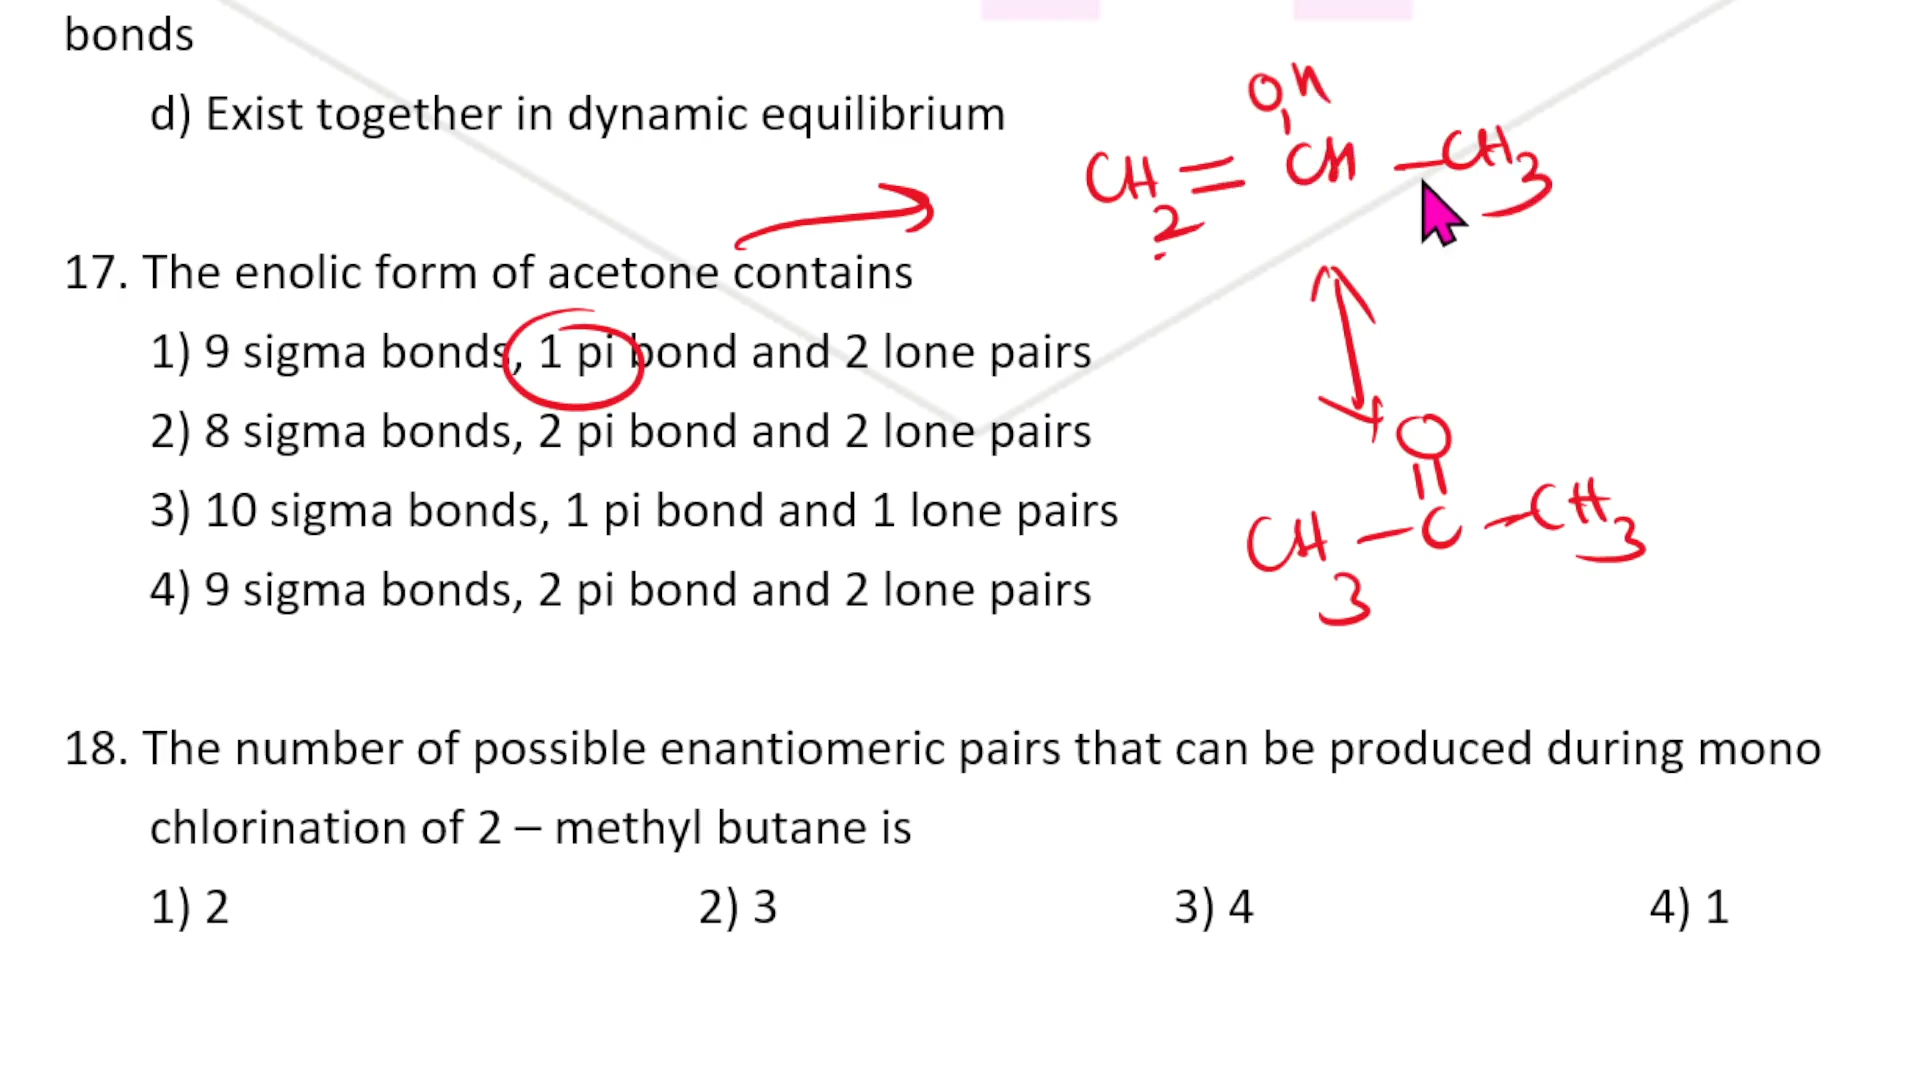 bonds
d) Exist together in dynamic equilibrium
OH
CH2 = CH - CH3
17. The enolic form of acetone contains
1) 9 sigma bonds, 1 pi bond and 2 lone pairs
2) 8 sigma bonds, 2 pi bond and 2 lone pairs
O
3) 10 sigma bonds, 1 pi bond and 1 lone pairs
CH3 - C - CH3
4) 9 sigma bonds, 2 pi bond and 2 lone pairs
18. The number of possible enantiomeric pairs that can be produced during mono
chlorination of 2 – methyl butane is
1) 2 2) 3 3) 4 4) 1